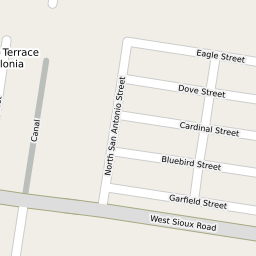 Eagle Street
Terrace
lonia
Dove Street
North San Antonio Street
Cardinal Street
Canal
Bluebird Street
Garfield Street
West Sioux Road